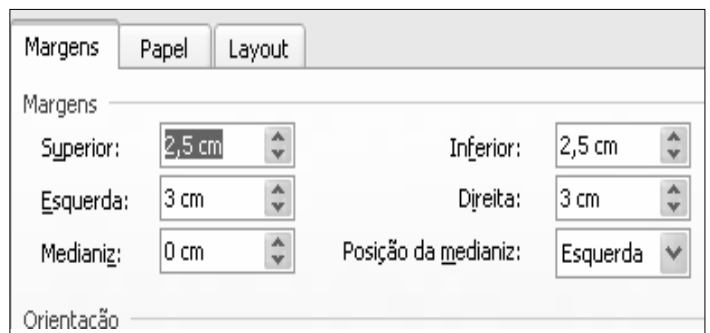 Margens Papel Layout
Margens
Superior: 2,5 cm Inferior: 2,5 cm
Esquerda: 3 cm Direita: 3 cm
Medianiz: 0 cm Posição da medianiz: Esquerda
Orientação